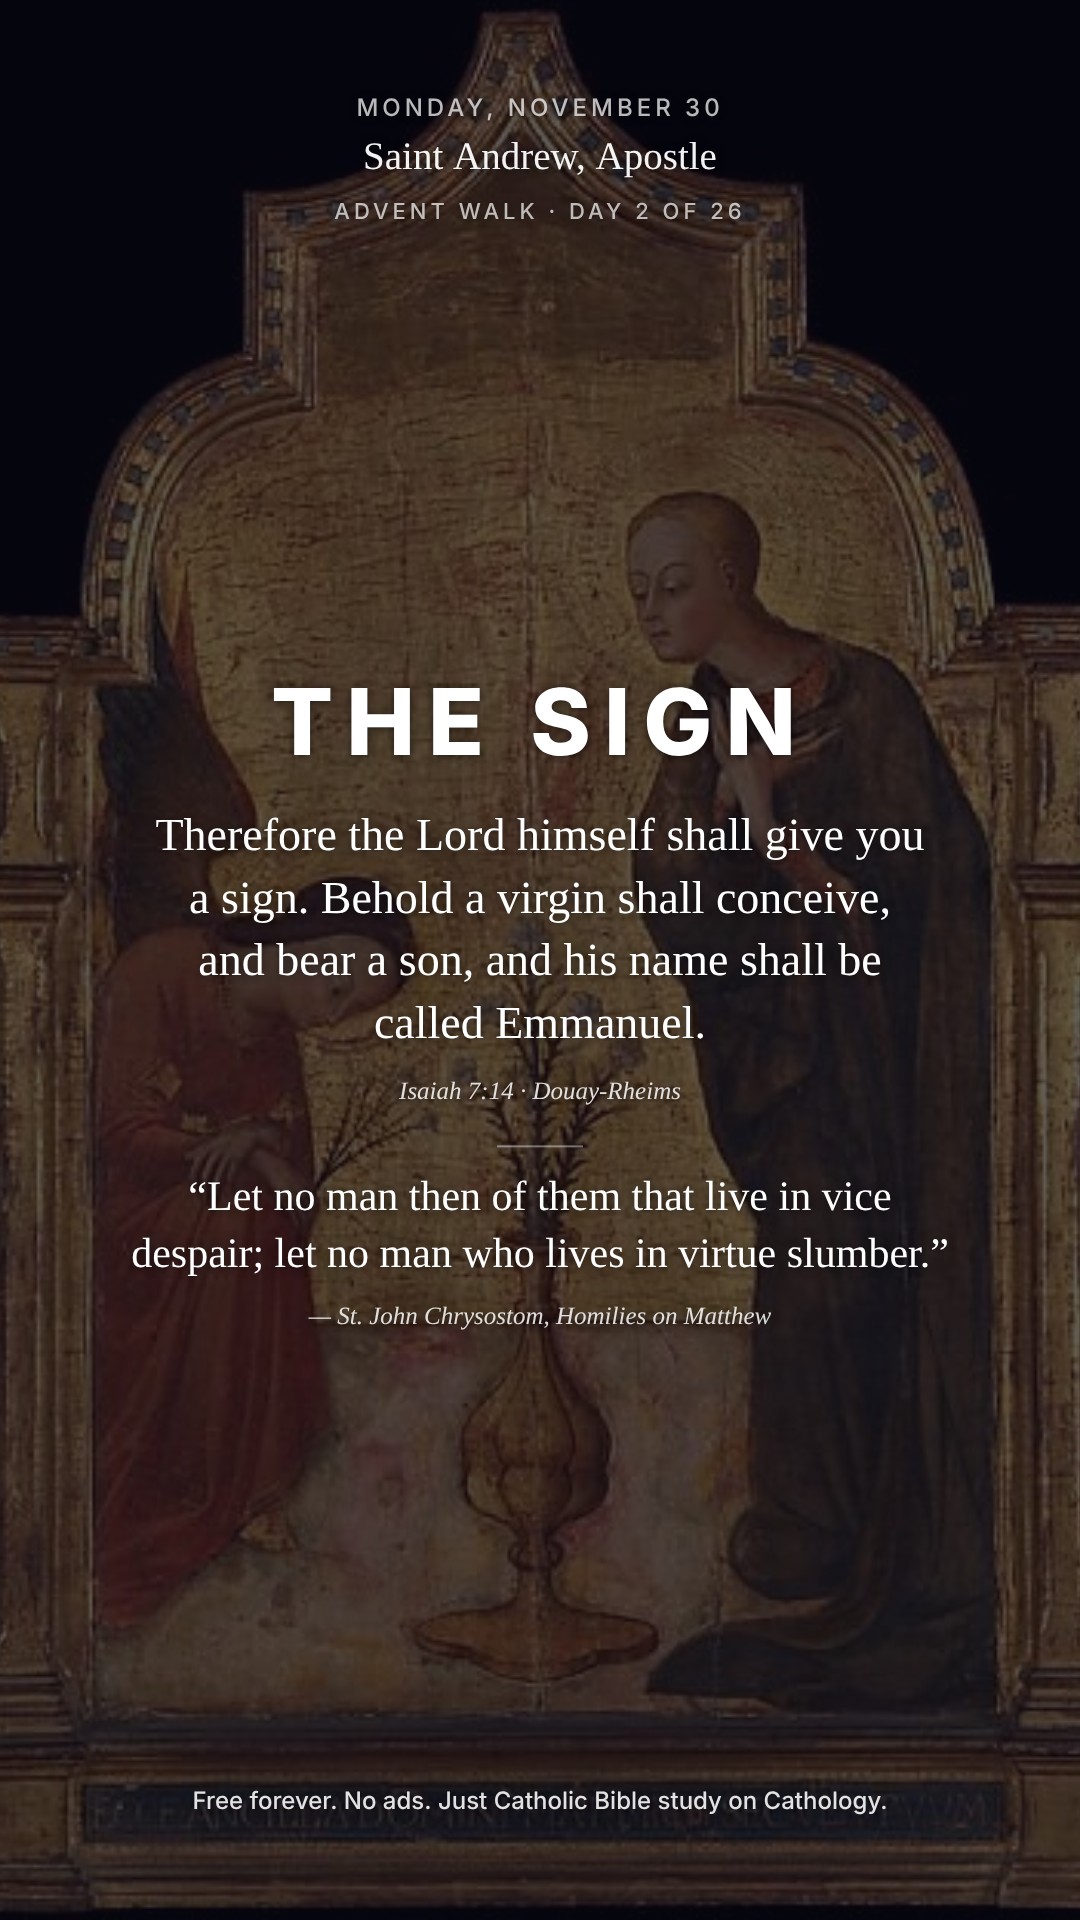 MONDAY, NOVEMBER 30
Saint Andrew, Apostle
ADVENT WALK · DAY 2 OF 26
THE SIGN
Therefore the Lord himself shall give you
a sign. Behold a virgin shall conceive,
and bear a son, and his name shall be
called Emmanuel.
Isaiah 7:14 · Douay-Rheims
“Let no man then of them that live in vice
despair; let no man who lives in virtue slumber.”
— St. John Chrysostom, Homilies on Matthew
Free forever. No ads. Just Catholic Bible study on Cathology.